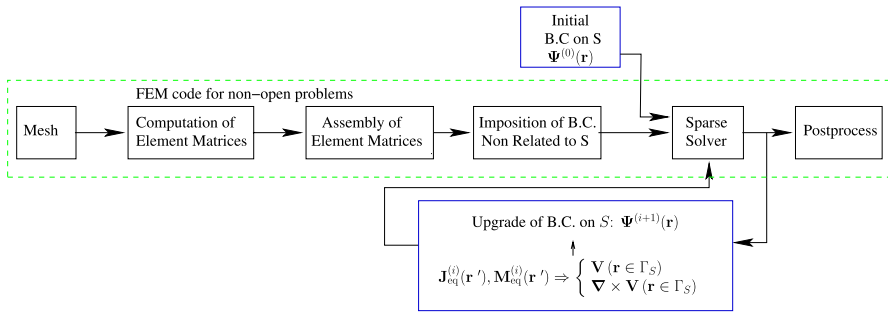 Initial
B.C on S
Ψ^(0)(r)
FEM code for non−open problems
Mesh
Computation of
Element Matrices
Assembly of
Element Matrices
Imposition of B.C.
Non Related to S
Sparse
Solver
Postprocess
Upgrade of B.C. on S: Ψ^(i+1)(r)
J_eq^(i)(r ′), M_eq^(i)(r ′) ⇒ { V (r ∈ Γ_S)
∇ × V (r ∈ Γ_S)